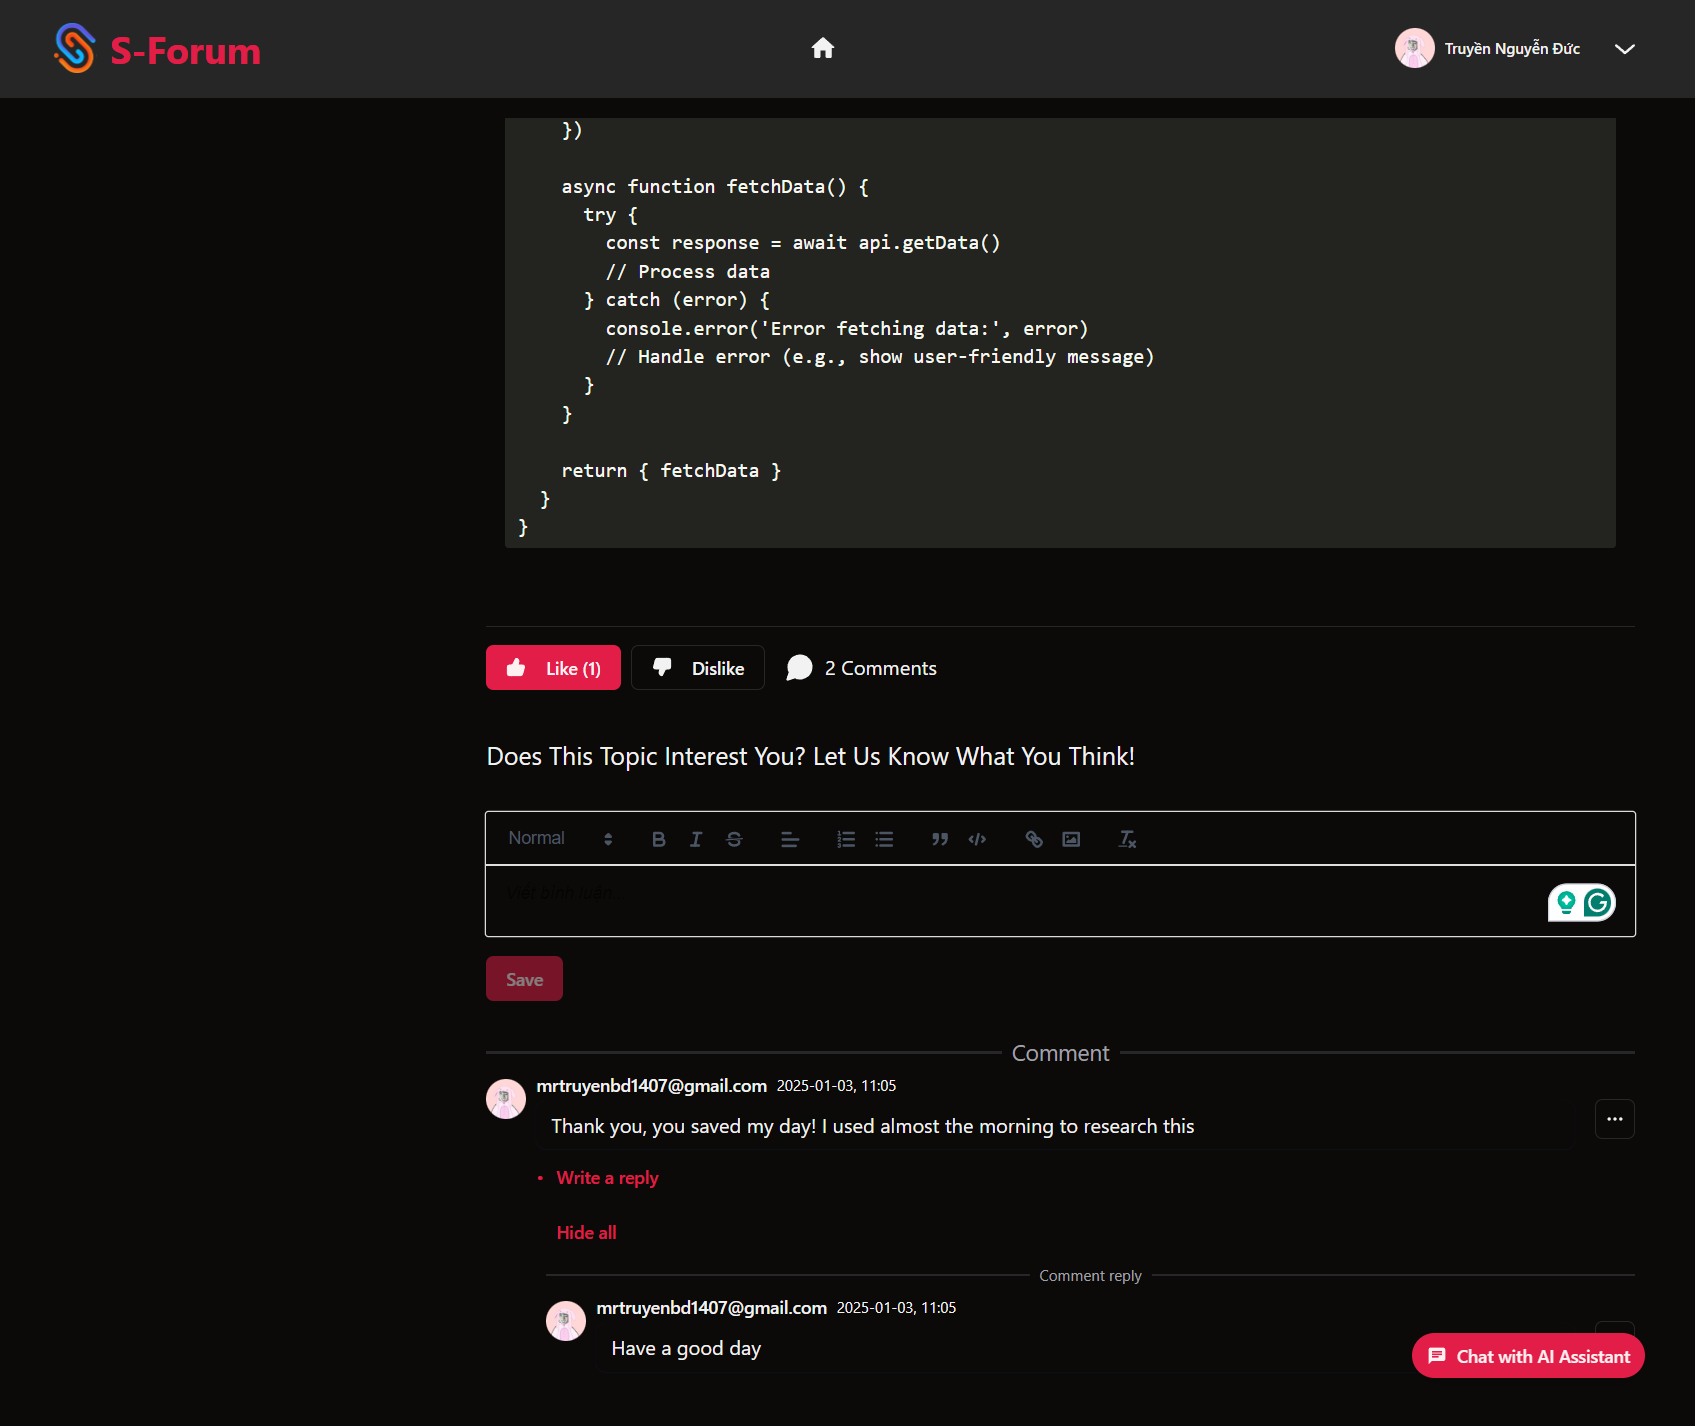 S-Forum
Truyền Nguyễn Đức
})
async function fetchData() {
try {
const response = await api.getData()
// Process data
} catch (error) {
console.error('Error fetching data:', error)
// Handle error (e.g., show user-friendly message)
}
}
return { fetchData }
}
}
Like (1)
Dislike
2 Comments
Does This Topic Interest You? Let Us Know What You Think!
Normal
Viết bình luận...
Save
Comment
mrtruyenbd1407@gmail.com 2025-01-03, 11:05
Thank you, you saved my day! I used almost the morning to research this
• Write a reply
Hide all
Comment reply
mrtruyenbd1407@gmail.com 2025-01-03, 11:05
Have a good day
Chat with AI Assistant